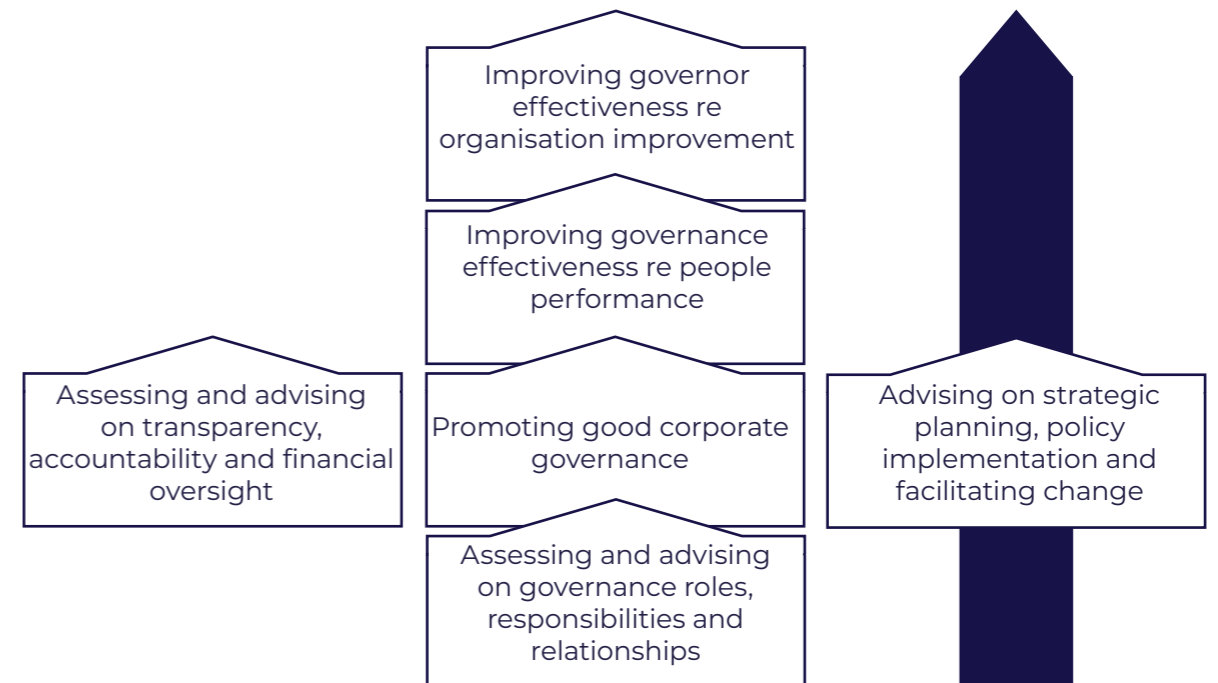 Improving governor
effectiveness re
organisation improvement
Improving governance
effectiveness re people
performance
Assessing and advising
on transparency,
accountability and financial
oversight
Promoting good corporate
governance
Advising on strategic
planning, policy
implementation and
facilitating change
Assessing and advising
on governance roles,
responsibilities and
relationships